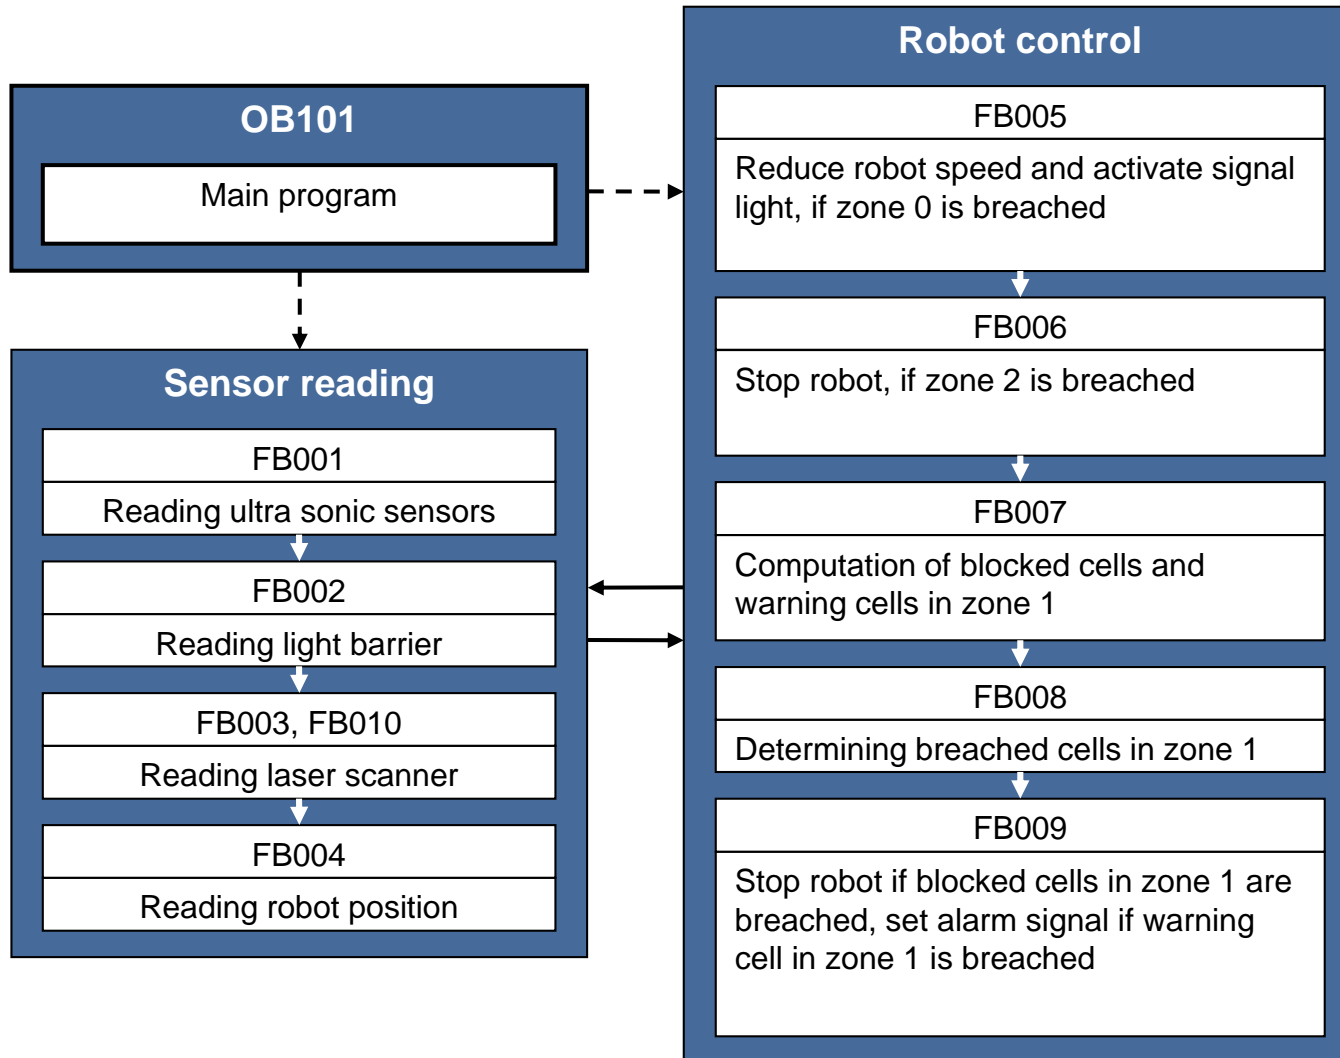 OB101
Main program
Sensor reading
FB001
Reading ultra sonic sensors
FB002
Reading light barrier
FB003, FB010
Reading laser scanner
FB004
Reading robot position
Robot control
FB005
Reduce robot speed and activate signal
light, if zone 0 is breached
FB006
Stop robot, if zone 2 is breached
FB007
Computation of blocked cells and
warning cells in zone 1
FB008
Determining breached cells in zone 1
FB009
Stop robot if blocked cells in zone 1 are
breached, set alarm signal if warning
cell in zone 1 is breached